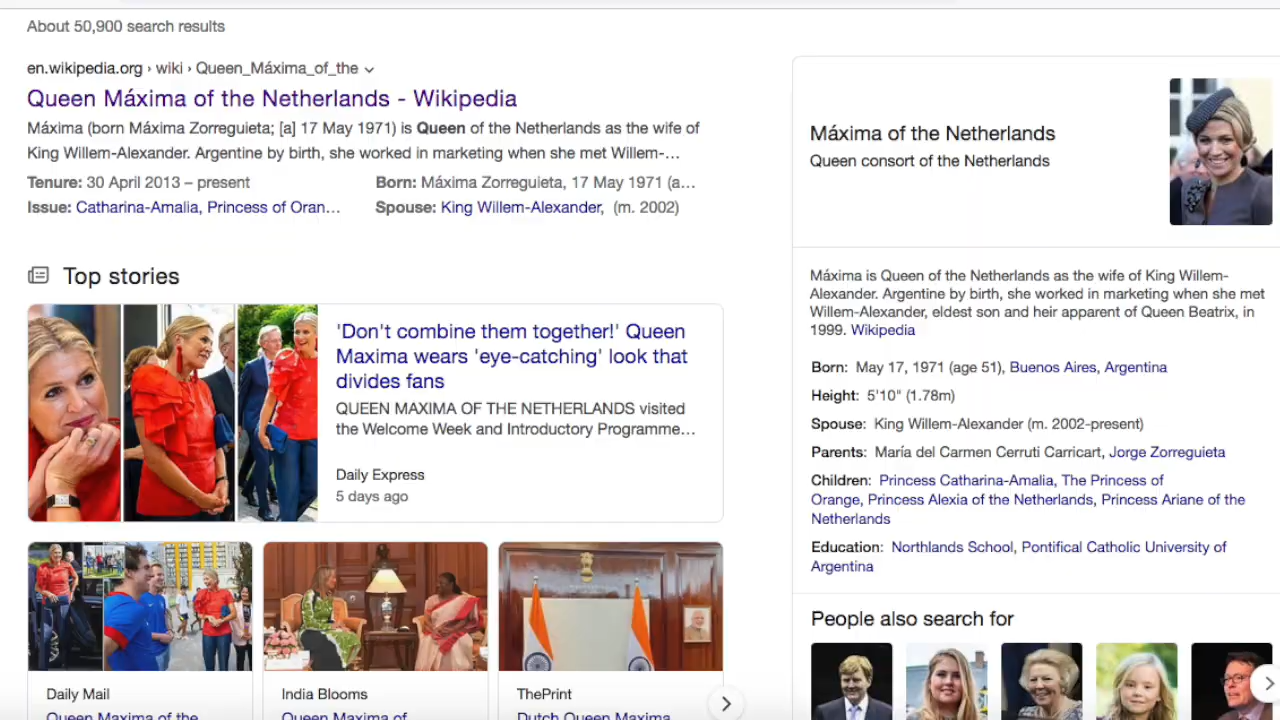 About 50,900 search results
en.wikipedia.org › wiki › Queen_Máxima_of_the
Queen Máxima of the Netherlands - Wikipedia
Máxima (born Máxima Zorreguieta; [a] 17 May 1971) is Queen of the Netherlands as the wife of
King Willem-Alexander. Argentine by birth, she worked in marketing when she met Willem-...
Tenure: 30 April 2013 – present
Born: Máxima Zorreguieta, 17 May 1971 (a...
Issue: Catharina-Amalia, Princess of Oran...
Spouse: King Willem-Alexander, (m. 2002)
Top stories
'Don't combine them together!' Queen
Maxima wears 'eye-catching' look that
divides fans
QUEEN MAXIMA OF THE NETHERLANDS visited
the Welcome Week and Introductory Programme...
Daily Express
5 days ago
Daily Mail
Queen Maxima of the
India Blooms
Queen Maxima of
ThePrint
Dutch Queen Maxima
Máxima of the Netherlands
Queen consort of the Netherlands
Máxima is Queen of the Netherlands as the wife of King Willem-
Alexander. Argentine by birth, she worked in marketing when she met
Willem-Alexander, eldest son and heir apparent of Queen Beatrix, in
1999. Wikipedia
Born: May 17, 1971 (age 51), Buenos Aires, Argentina
Height: 5'10" (1.78m)
Spouse: King Willem-Alexander (m. 2002-present)
Parents: María del Carmen Cerruti Carricart, Jorge Zorreguieta
Children: Princess Catharina-Amalia, The Princess of
Orange, Princess Alexia of the Netherlands, Princess Ariane of the
Netherlands
Education: Northlands School, Pontifical Catholic University of
Argentina
People also search for